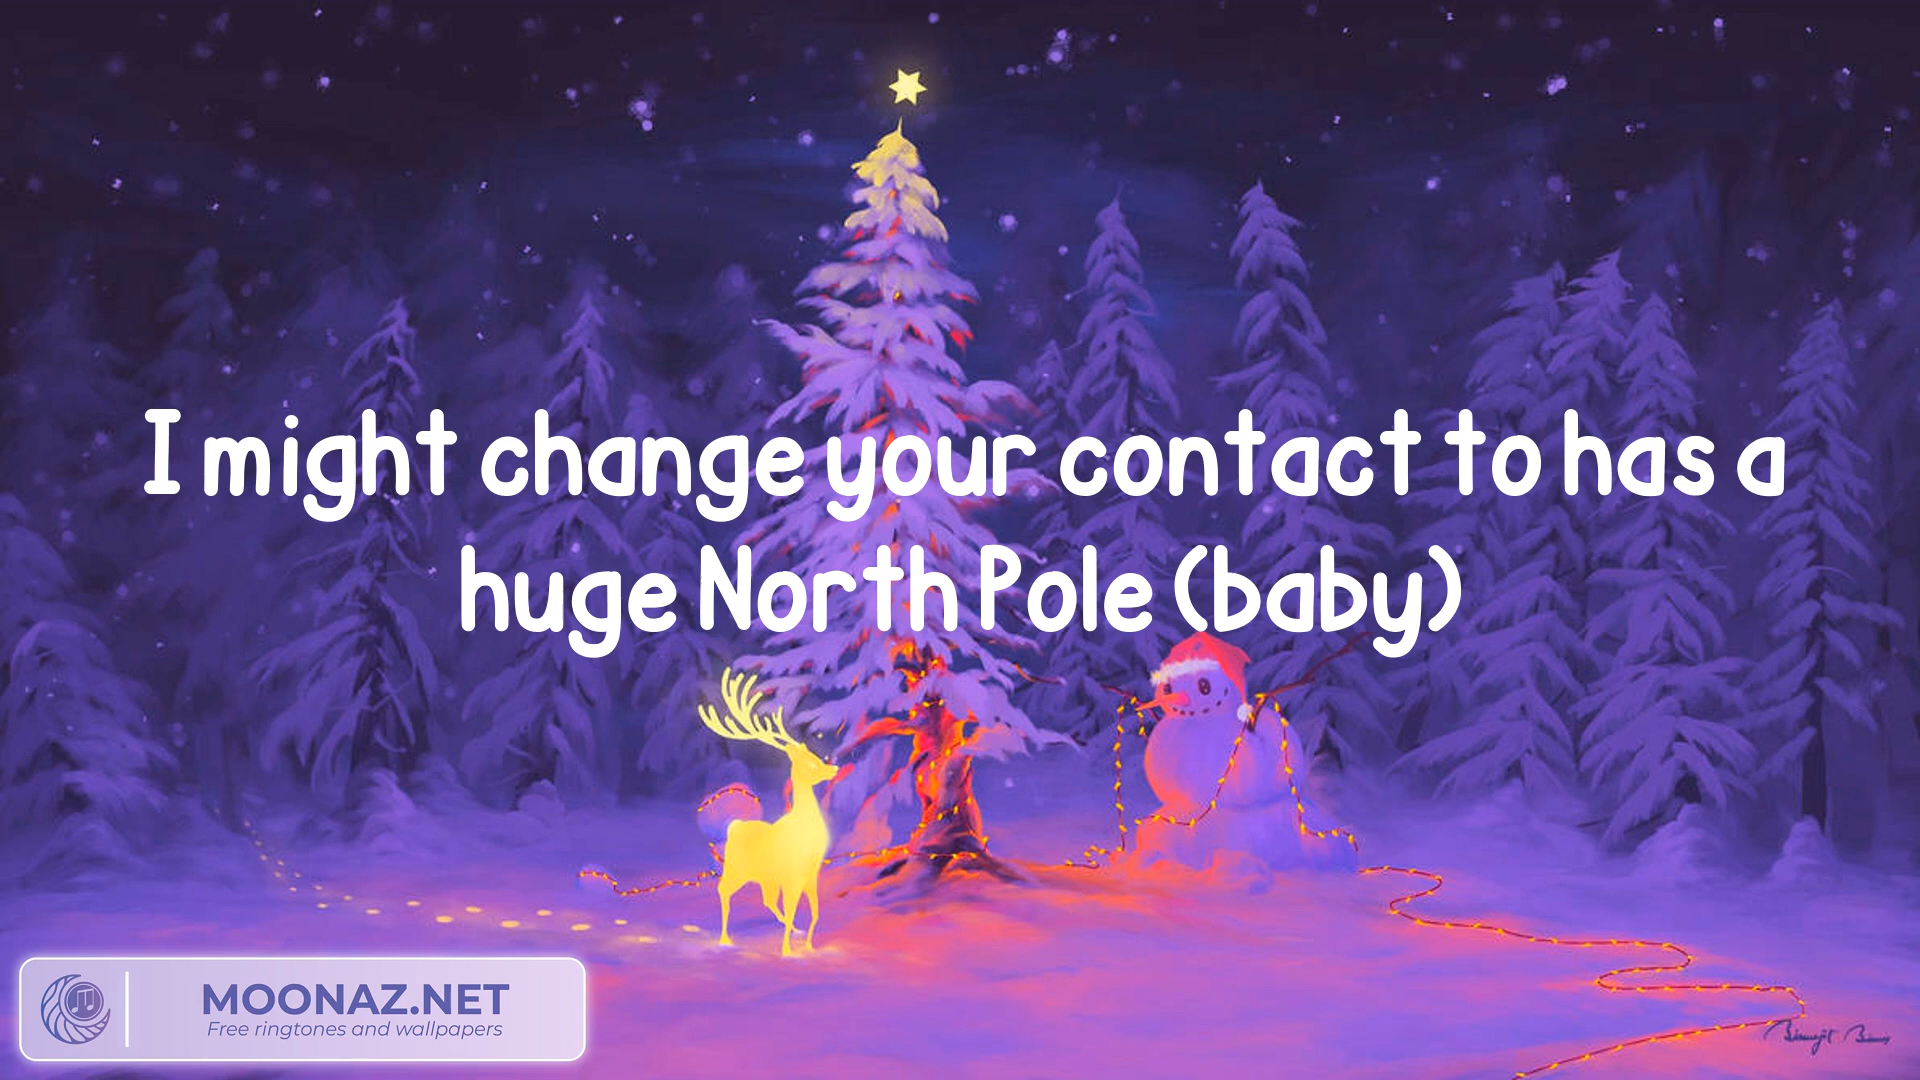 I might change your contact to has a
huge North Pole (baby)
MOONAZ.NET
Free ringtones and wallpapers